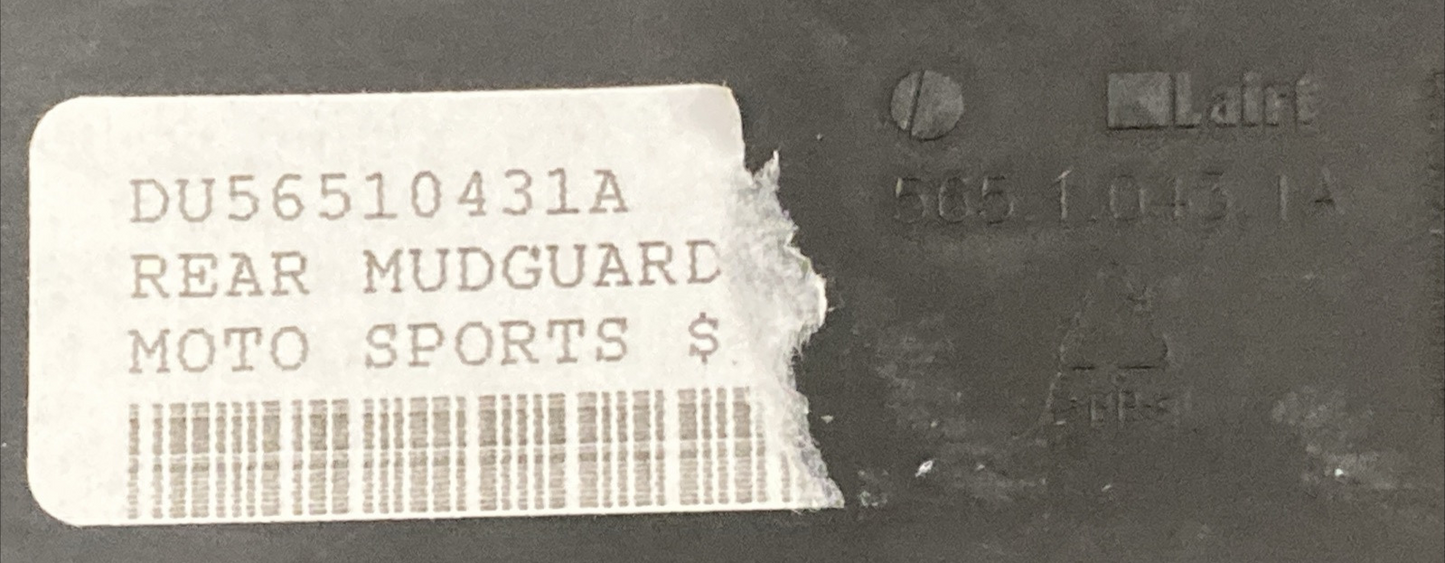 DU56510431A
REAR MUDGUARD
MOTO SPORTS $
Laird
565.1.043.1A